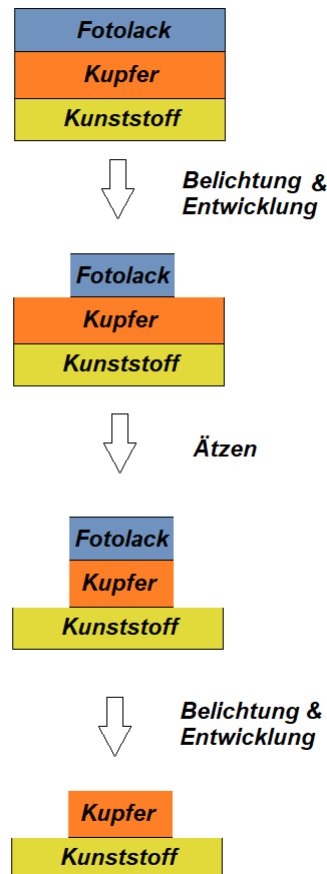 Fotolack
Kupfer
Kunststoff
Belichtung &
Entwicklung
Fotolack
Kupfer
Kunststoff
Ätzen
Fotolack
Kupfer
Kunststoff
Belichtung &
Entwicklung
Kupfer
Kunststoff